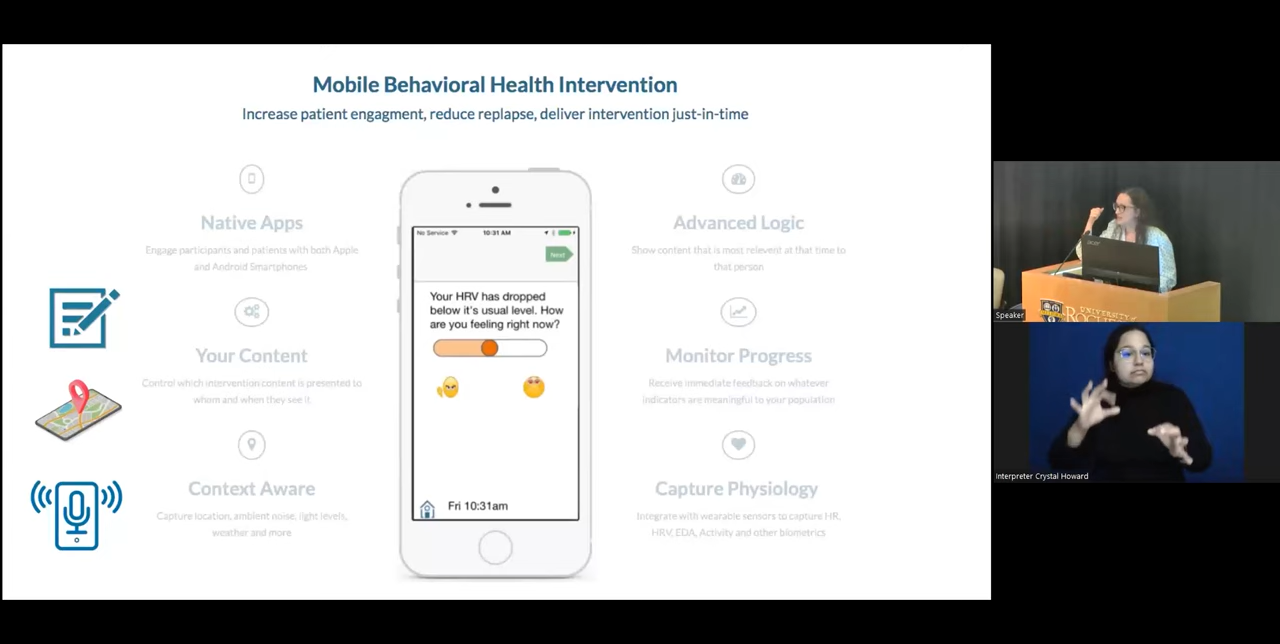 Mobile Behavioral Health Intervention
Increase patient engagment, reduce replapse, deliver intervention just-in-time
Native Apps
Engage participants and patients with both Apple
and Android Smartphones
Your Content
Control which intervention content is presented to
whom and when they see it.
Context Aware
Capture location, ambient noise, light levels,
weather and more
No Service
10:31 AM
Next
Your HRV has dropped
below it's usual level. How
are you feeling right now?
Fri 10:31am
Advanced Logic
Show content that is most relevent at that time to
that person
Monitor Progress
Receive immediate feedback on whatever
indicators are meaningful to your population
Capture Physiology
Integrate with wearable sensors to capture HR,
HRV, EDA, Activity and other biometrics
UNIVERSITY of
Speaker
Interpreter Crystal Howard